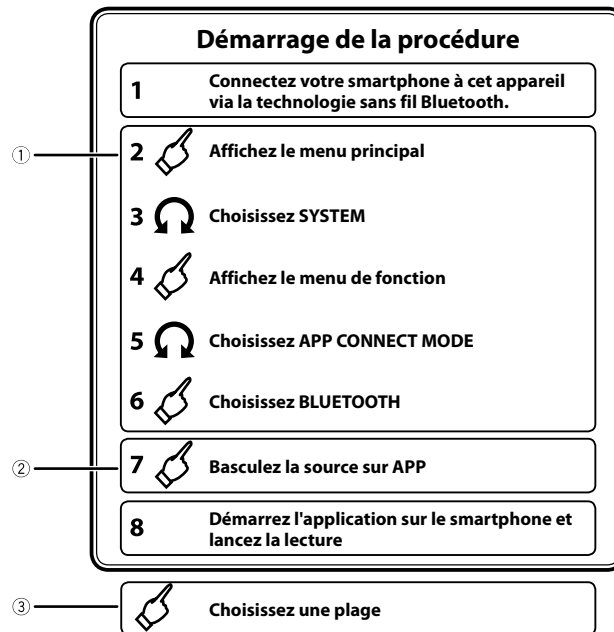 Démarrage de la procédure
1 Connectez votre smartphone à cet appareil
via la technologie sans fil Bluetooth.
① 2 Affichez le menu principal
3 Choisissez SYSTEM
4 Affichez le menu de fonction
5 Choisissez APP CONNECT MODE
6 Choisissez BLUETOOTH
② 7 Basculez la source sur APP
8 Démarrez l'application sur le smartphone et
lancez la lecture
③ Choisissez une plage